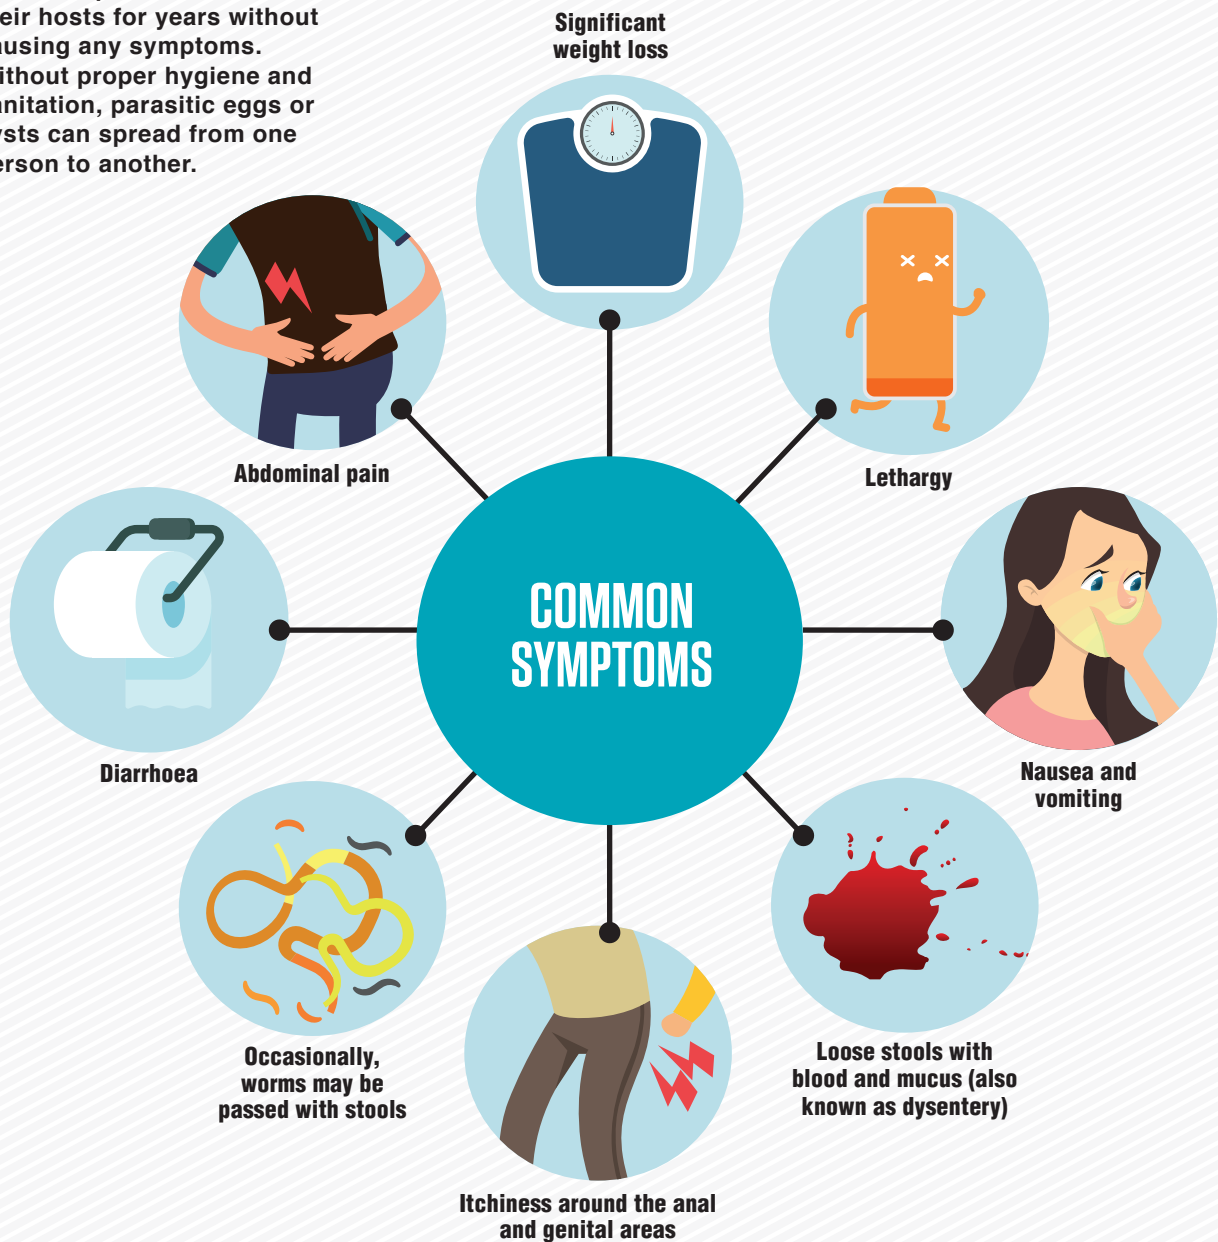 eir hosts for years without
ausing any symptoms.
ithout proper hygiene and
anitation, parasitic eggs or
ysts can spread from one
erson to another.
Significant
weight loss
Abdominal pain
Lethargy
COMMON
SYMPTOMS
Diarrhoea
Nausea and
vomiting
Occasionally,
worms may be
passed with stools
Loose stools with
blood and mucus (also
known as dysentery)
Itchiness around the anal
and genital areas